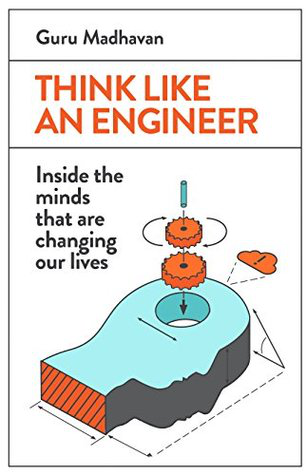 Guru Madhavan
THINK LIKE
AN ENGINEER
Inside the
minds
that are
changing
our lives